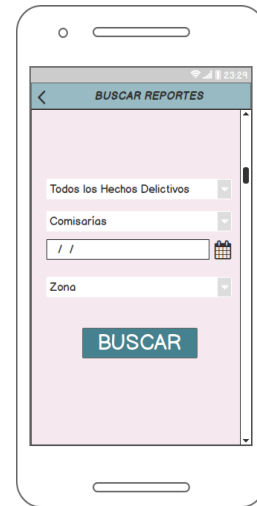 23:29
BUSCAR REPORTES
Todos los Hechos Delictivos
Comisarías
/ /
Zona
BUSCAR